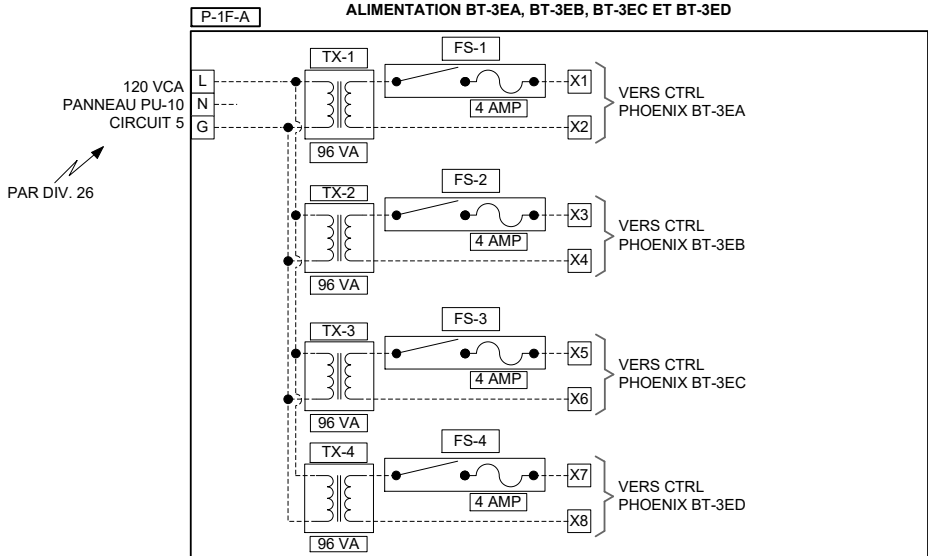 ALIMENTATION BT-3EA, BT-3EB, BT-3EC ET BT-3ED
P-1F-A
120 VCA
PANNEAU PU-10
CIRCUIT 5
PAR DIV. 26
L
N
G
TX-1
96 VA
FS-1
4 AMP
X1
X2
VERS CTRL
PHOENIX BT-3EA
TX-2
96 VA
FS-2
4 AMP
X3
X4
VERS CTRL
PHOENIX BT-3EB
TX-3
96 VA
FS-3
4 AMP
X5
X6
VERS CTRL
PHOENIX BT-3EC
TX-4
96 VA
FS-4
4 AMP
X7
X8
VERS CTRL
PHOENIX BT-3ED